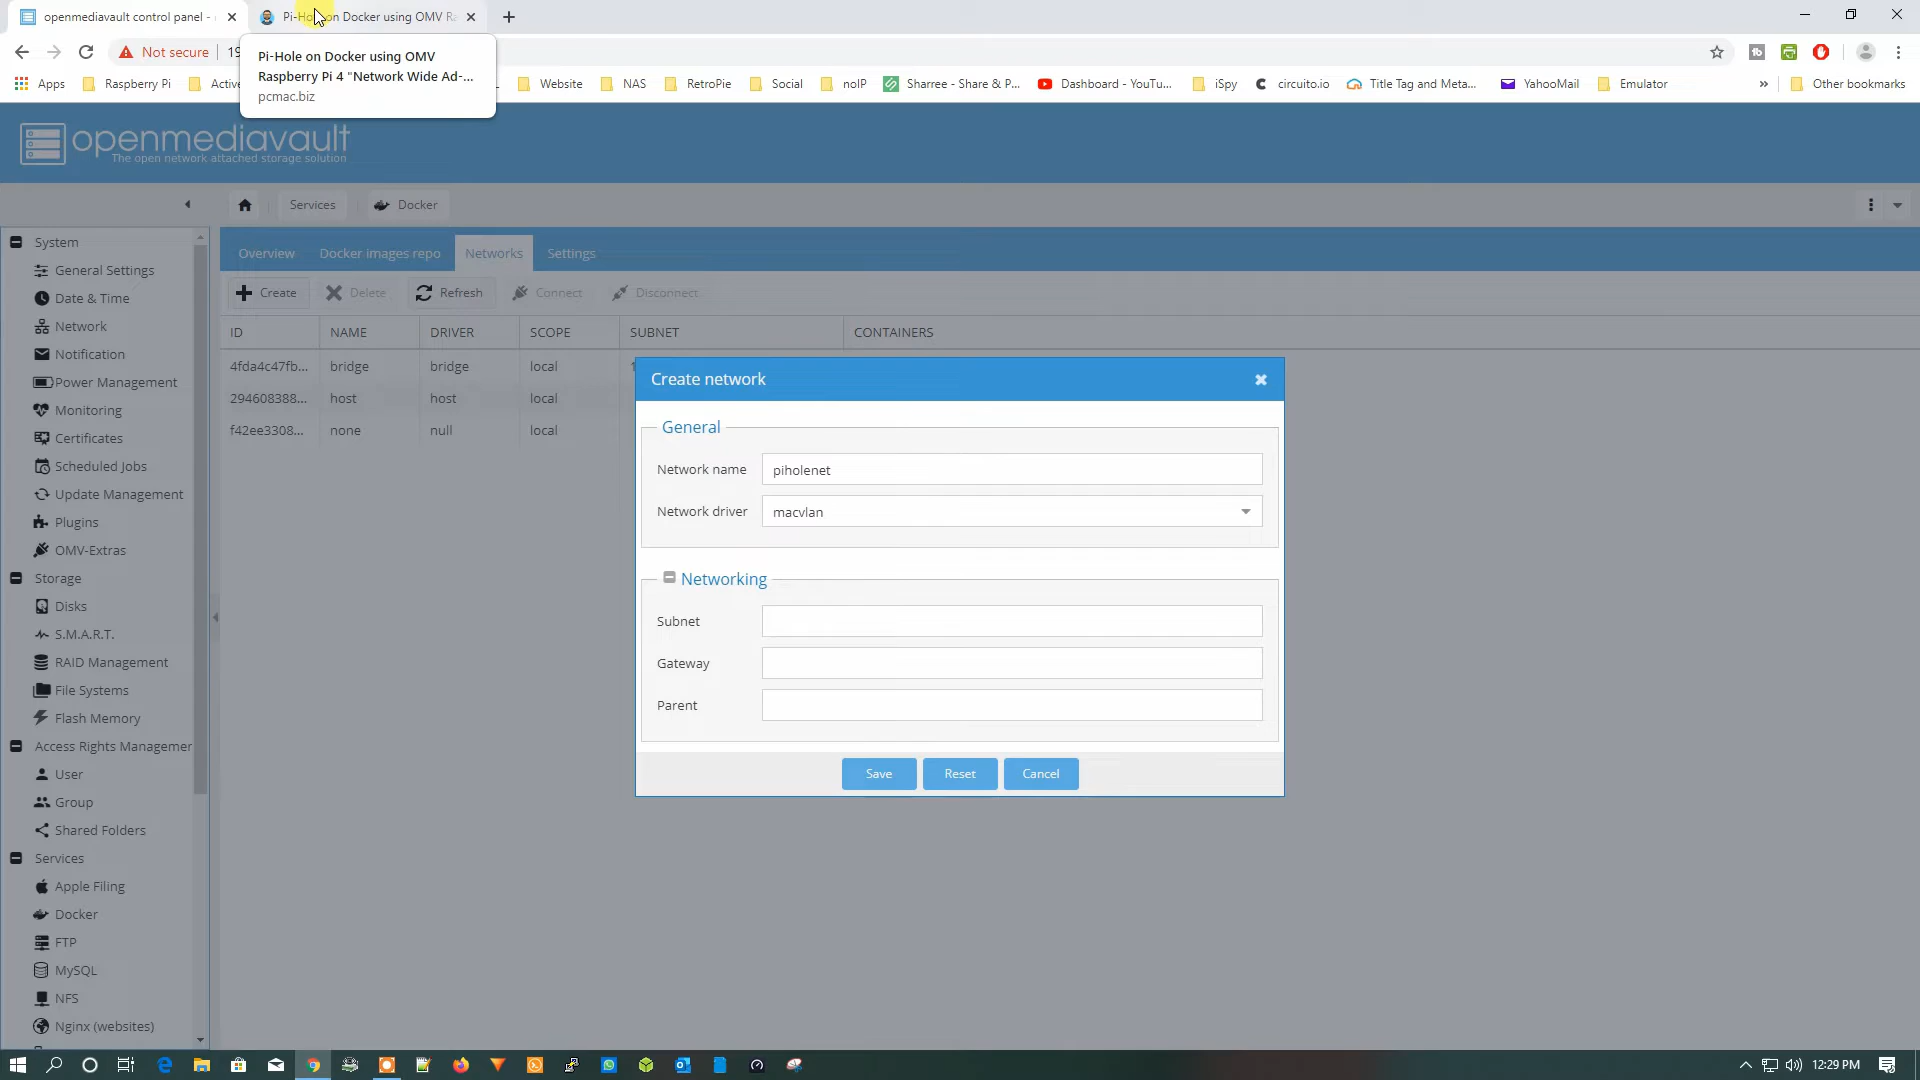 openmediavault control panel -
Pi-Hole on Docker using OMV Ra
Not secure
19
Pi-Hole on Docker using OMV
Raspberry Pi 4 "Network Wide Ad-...
pcmac.biz
Apps
Raspberry Pi
Active
Website
NAS
RetroPie
Social
noIP
Sharree - Share & P...
Dashboard - YouTu...
iSpy
circuito.io
Title Tag and Meta...
YahooMail
Emulator
»
Other bookmarks
openmediavault
The open network attached storage solution
Services
Docker
System
General Settings
Date & Time
Network
Notification
Power Management
Monitoring
Certificates
Scheduled Jobs
Update Management
Plugins
OMV-Extras
Storage
Disks
S.M.A.R.T.
RAID Management
File Systems
Flash Memory
Access Rights Managemer
User
Group
Shared Folders
Services
Apple Filing
Docker
FTP
MySQL
NFS
Nginx (websites)
Overview
Docker images repo
Networks
Settings
Create
Delete
Refresh
Connect
Disconnect
ID
NAME
DRIVER
SCOPE
SUBNET
CONTAINERS
4fda4c47fb...
bridge
bridge
local
294608388...
host
host
local
f42ee3308...
none
null
local
Create network
General
Network name
piholenet
Network driver
macvlan
Networking
Subnet
Gateway
Parent
Save
Reset
Cancel
12:29 PM